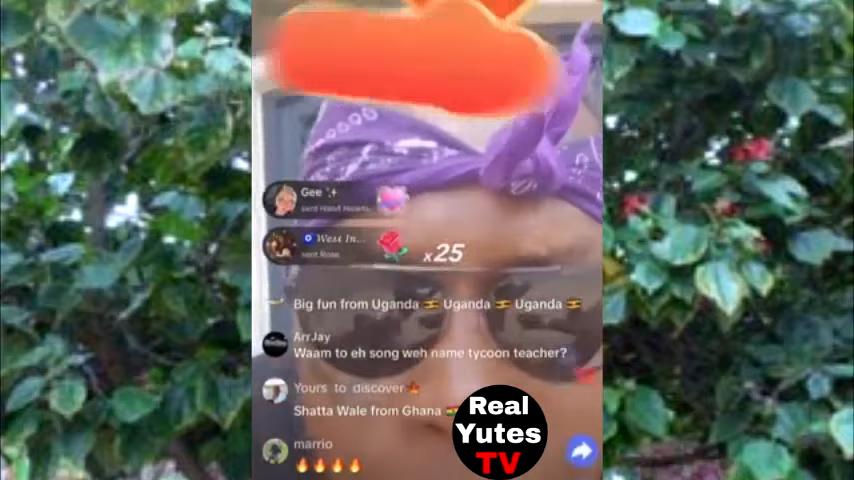 Gee ✨
sent Hand Hearts
West In...
sent Rose
x25
Big fun from Uganda 🇺🇬 Uganda 🇺🇬 Uganda 🇺🇬
ArrJay
Waam to eh song weh name tycoon teacher?
Yours to discover🍁
Shatta Wale from Ghana 🇬🇭
marrio
🔥🔥🔥🔥
Real
Yutes
TV